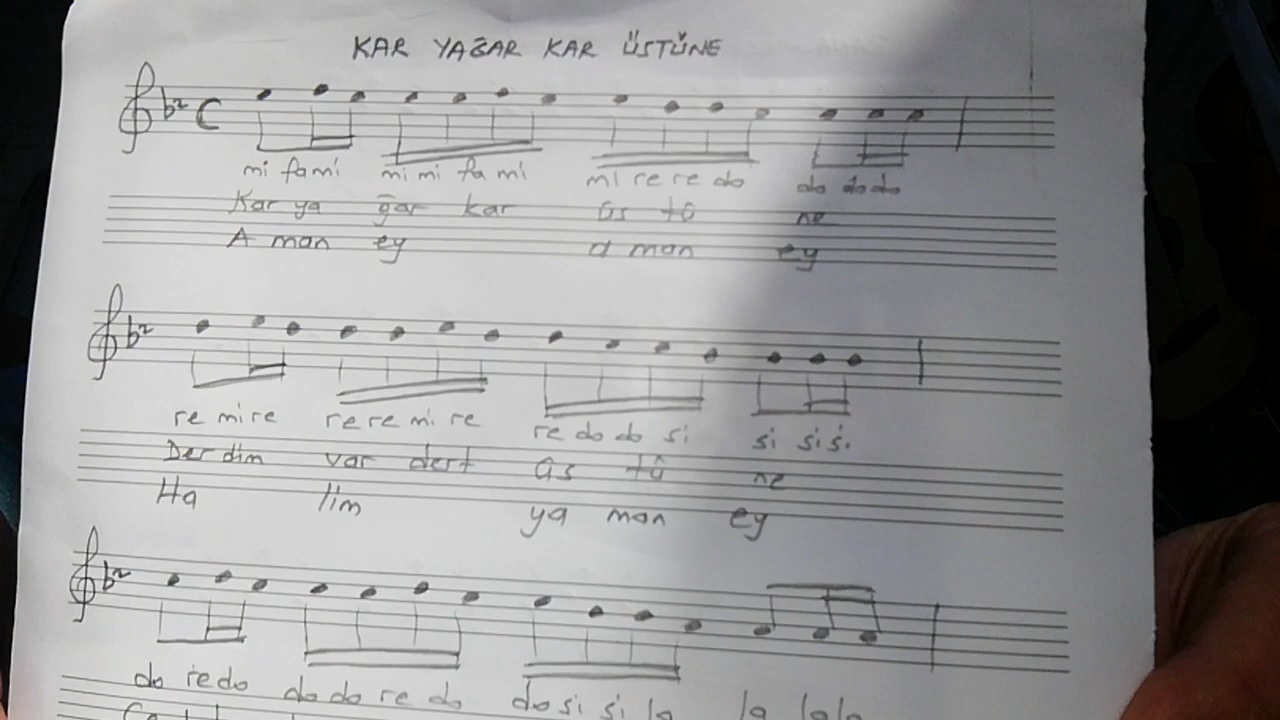 KAR YAĞAR KAR ÜSTÜNE
b² C
mi fa mi mi mi fa mi mi re re do do do do
Kar ya ğar kar üs tü ne
A man ey a man ey
b²
re mi re re re mi re re do do si si si si
Der dim var dert üs tü ne
Ha lim ya man ey
b²
do re do do do re do do si si la la la la